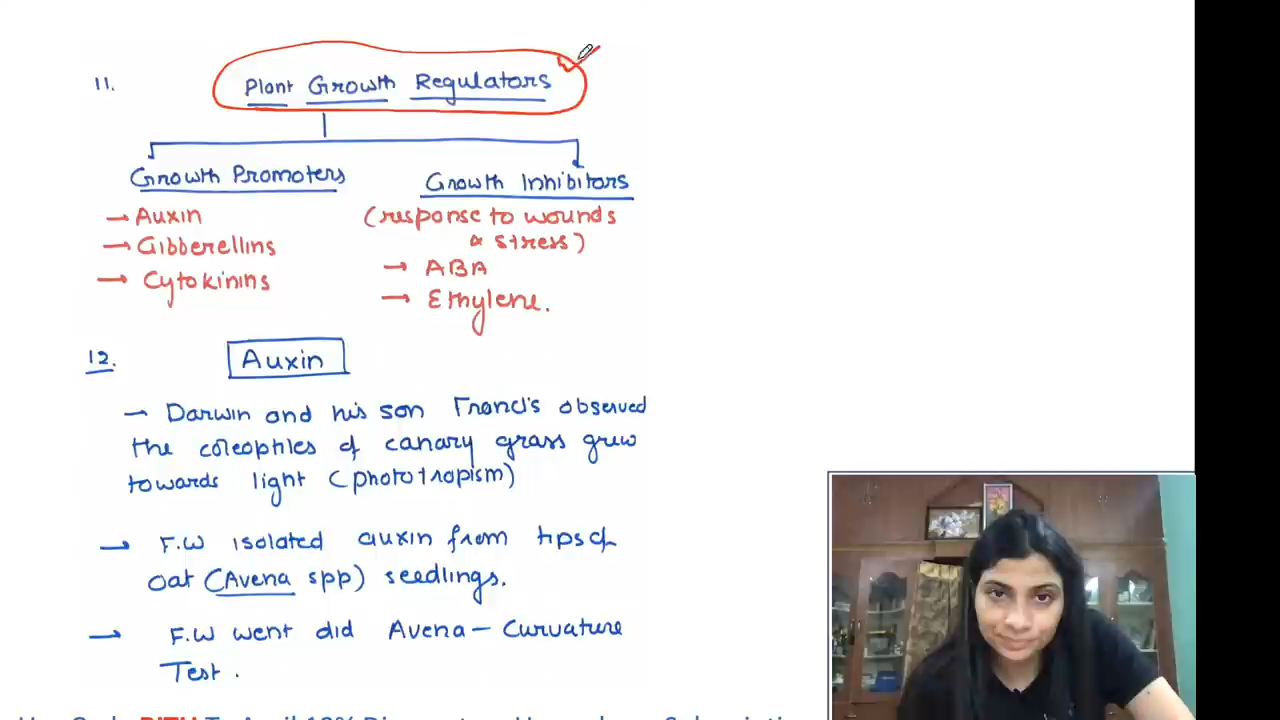 11.
Plant Growth Regulators
Growth Promoters
Growth Inhibitors
→ Auxin
→ Gibberellins
→ Cytokinins
(response to wounds
& stress)
→ ABA
→ Ethylene.
12.
Auxin
→ Darwin and his son Francis observed
the coleoptiles of canary grass grew
towards light (phototropism)
→ F.W isolated auxin from tips of
oat (Avena spp) seedlings.
→ F.W went did Avena - Curvature
Test.